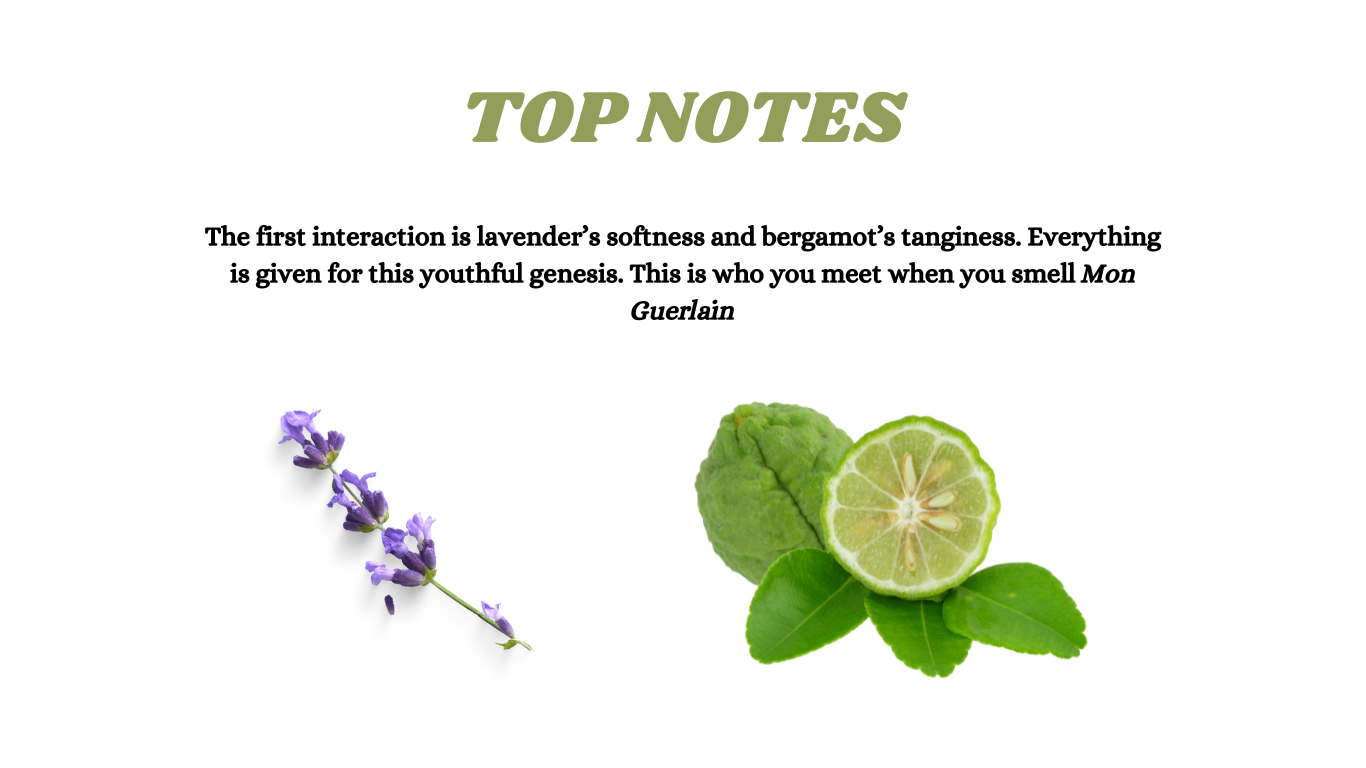 TOP NOTES
The first interaction is lavender’s softness and bergamot’s tanginess. Everything
is given for this youthful genesis. This is who you meet when you smell Mon
Guerlain